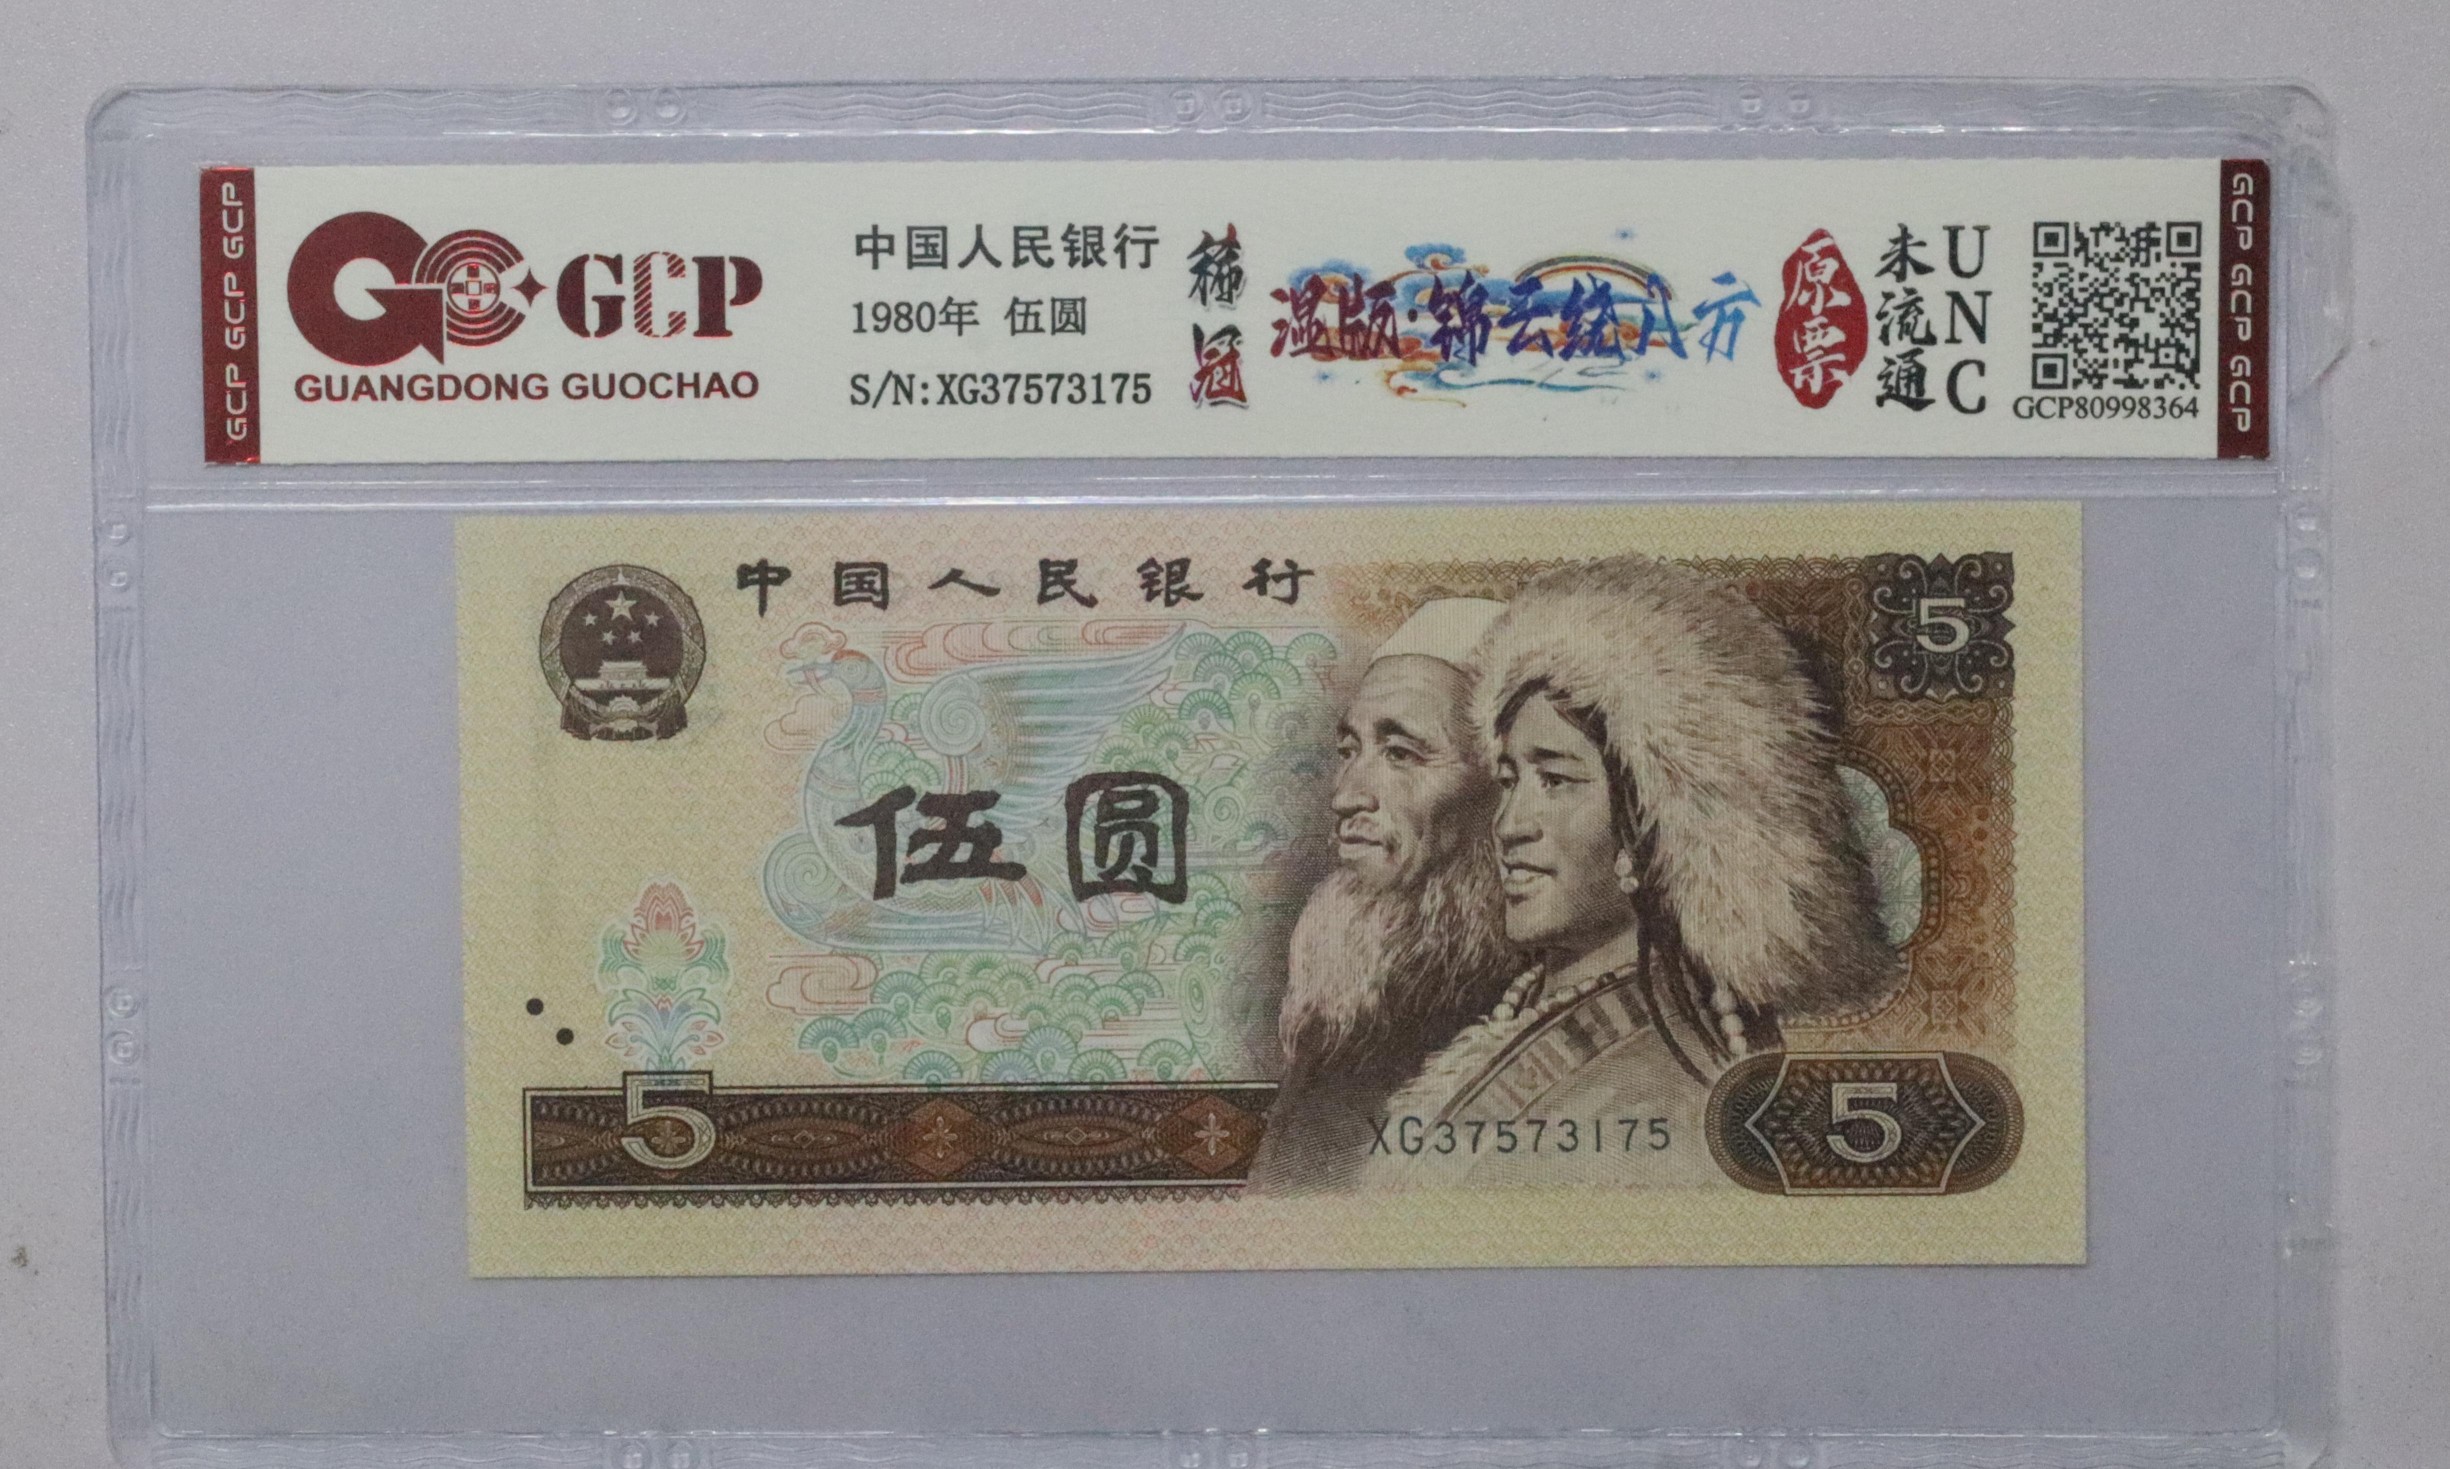 GCP GCP GCP
GCP
GUANGDONG GUOCHAO
中国人民银行
1980年 伍圆
S/N:XG37573175
稀冠
湿版·锦云绕八方
原票
未流通
UNC
GCP80998364
GCP GCP GCP
中国人民银行
5
伍圆
5
XG37573175
5